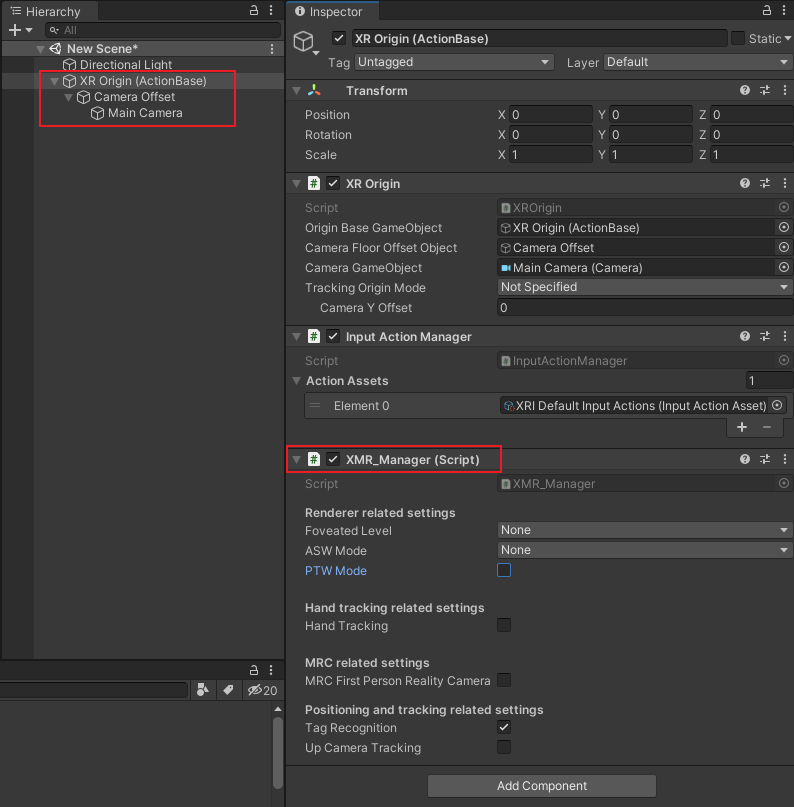 Hierarchy
All
New Scene*
Directional Light
XR Origin (ActionBase)
Camera Offset
Main Camera
20
Inspector
XR Origin (ActionBase)
Static
Tag Untagged Layer Default
Transform
Position X 0 Y 0 Z 0
Rotation X 0 Y 0 Z 0
Scale X 1 Y 1 Z 1
# XR Origin
Script # XROrigin
Origin Base GameObject XR Origin (ActionBase)
Camera Floor Offset Object Camera Offset
Camera GameObject Main Camera (Camera)
Tracking Origin Mode Not Specified
Camera Y Offset 0
# Input Action Manager
Script # InputActionManager
Action Assets 1
Element 0 XRI Default Input Actions (Input Action Asset)
+ −
# XMR_Manager (Script)
Script # XMR_Manager
Renderer related settings
Foveated Level None
ASW Mode None
PTW Mode
Hand tracking related settings
Hand Tracking
MRC related settings
MRC First Person Reality Camera
Positioning and tracking related settings
Tag Recognition
Up Camera Tracking
Add Component